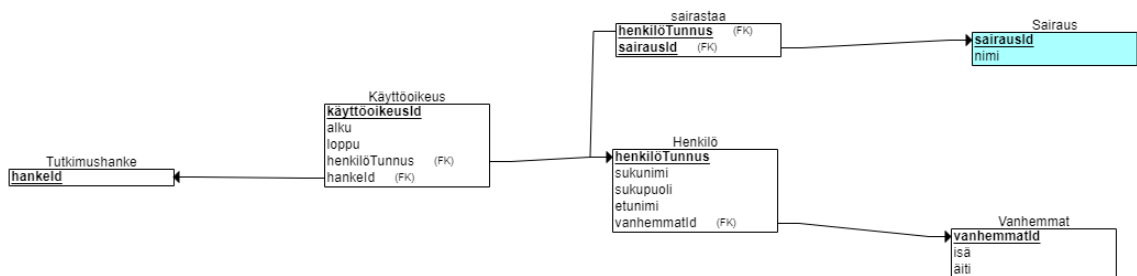 sairastaa
henkilöTunnus (FK)
sairausId (FK)
Sairaus
sairausId
nimi
Käyttöoikeus
käyttöoikeusId
alku
loppu
henkilöTunnus (FK)
hankeId (FK)
Tutkimushanke
hankeId
Henkilö
henkilöTunnus
sukunimi
sukupuoli
etunimi
vanhemmatId (FK)
Vanhemmat
vanhemmatId
isä
äiti